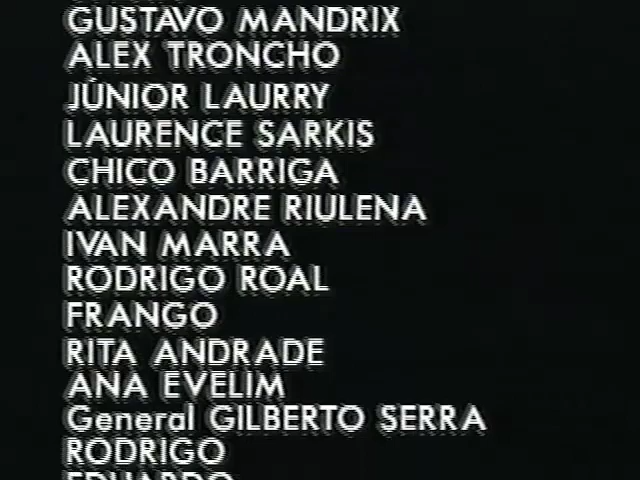 GUSTAVO MANDRIX
ALEX TRONCHO
JÚNIOR LAURRY
LAURENCE SARKIS
CHICO BARRIGA
ALEXANDRE RIULENA
IVAN MARRA
RODRIGO ROAL
FRANGO
RITA ANDRADE
ANA EVELIM
General GILBERTO SERRA
RODRIGO
EDUARDO